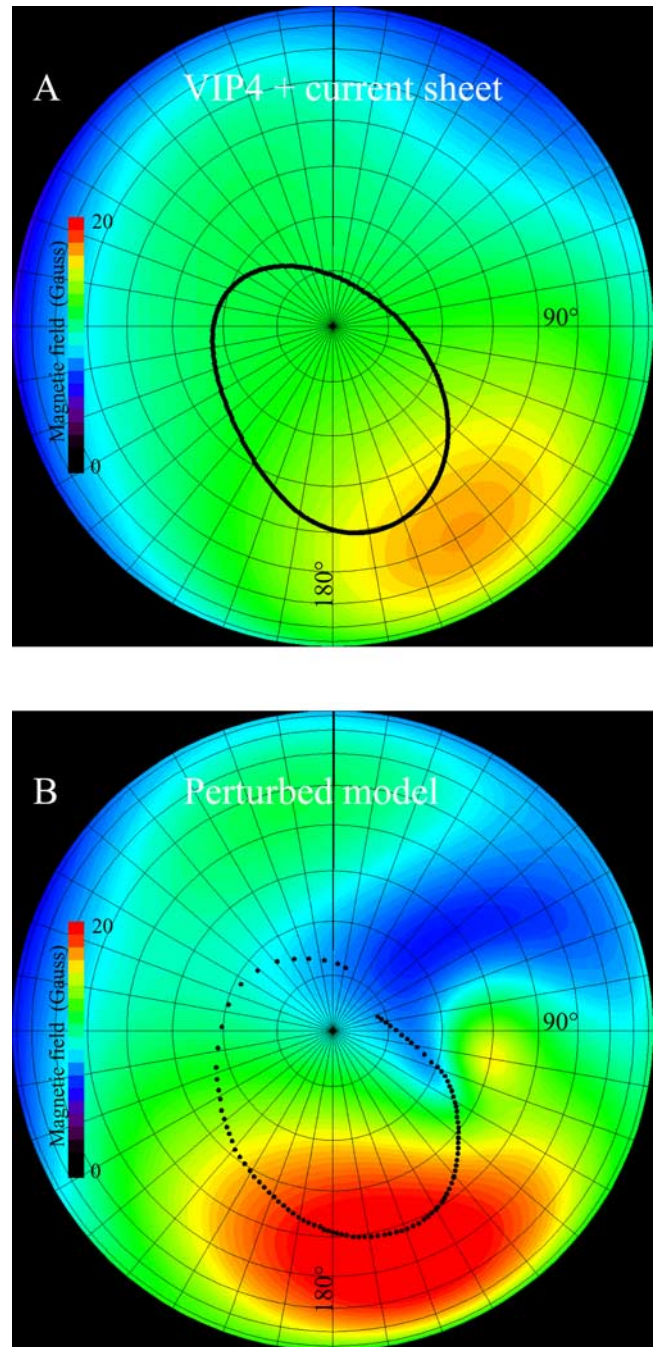 A
VIP4 + current sheet
20
Magnetic field (Gauss)
0
90°
180°
B
Perturbed model
20
Magnetic field (Gauss)
0
90°
180°